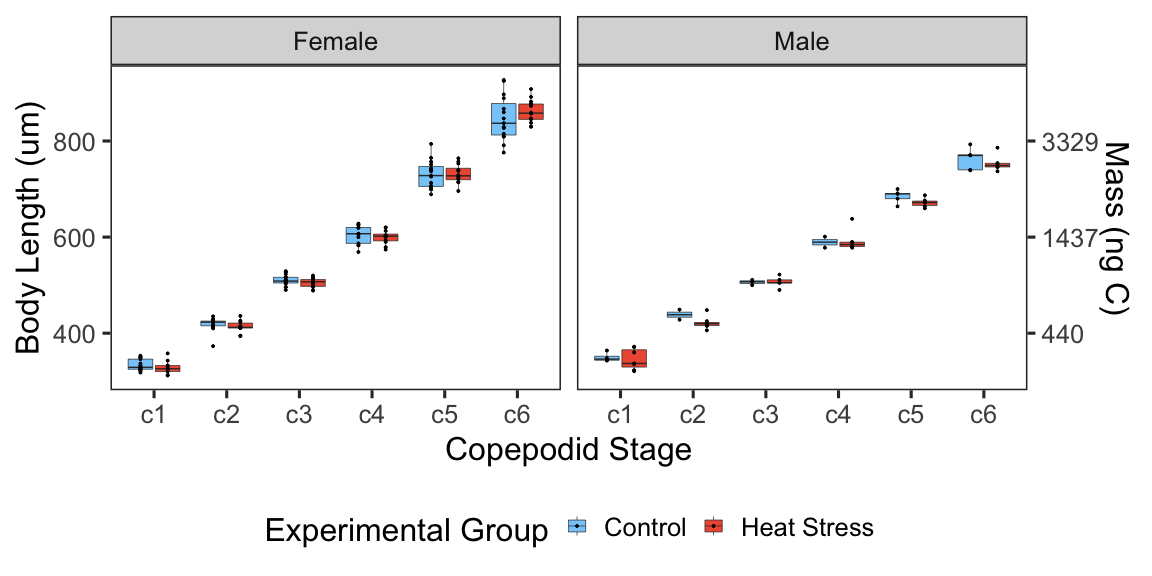 Female
Male
Body Length (um)
800
600
400
3329
1437
440
Mass (ng C)
c1 c2 c3 c4 c5 c6
c1 c2 c3 c4 c5 c6
Copepodid Stage
Experimental Group Control Heat Stress